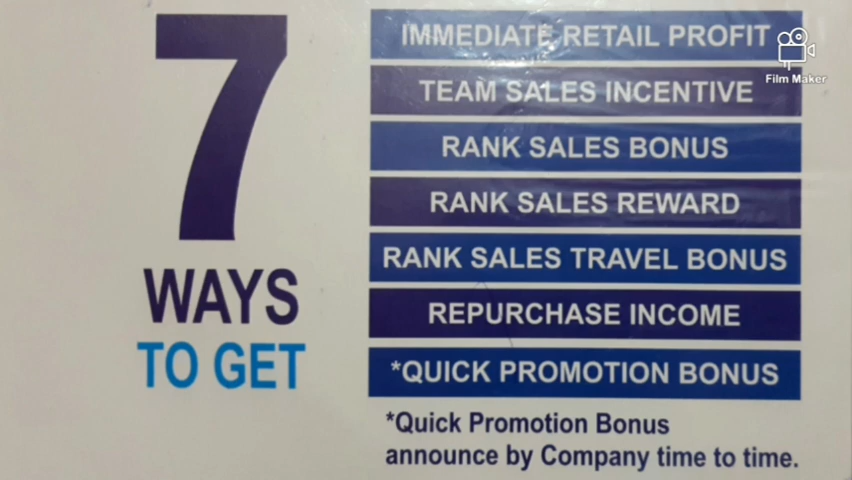 7
WAYS
TO GET
IMMEDIATE RETAIL PROFIT
TEAM SALES INCENTIVE
RANK SALES BONUS
RANK SALES REWARD
RANK SALES TRAVEL BONUS
REPURCHASE INCOME
*QUICK PROMOTION BONUS
*Quick Promotion Bonus
announce by Company time to time.
Film Maker